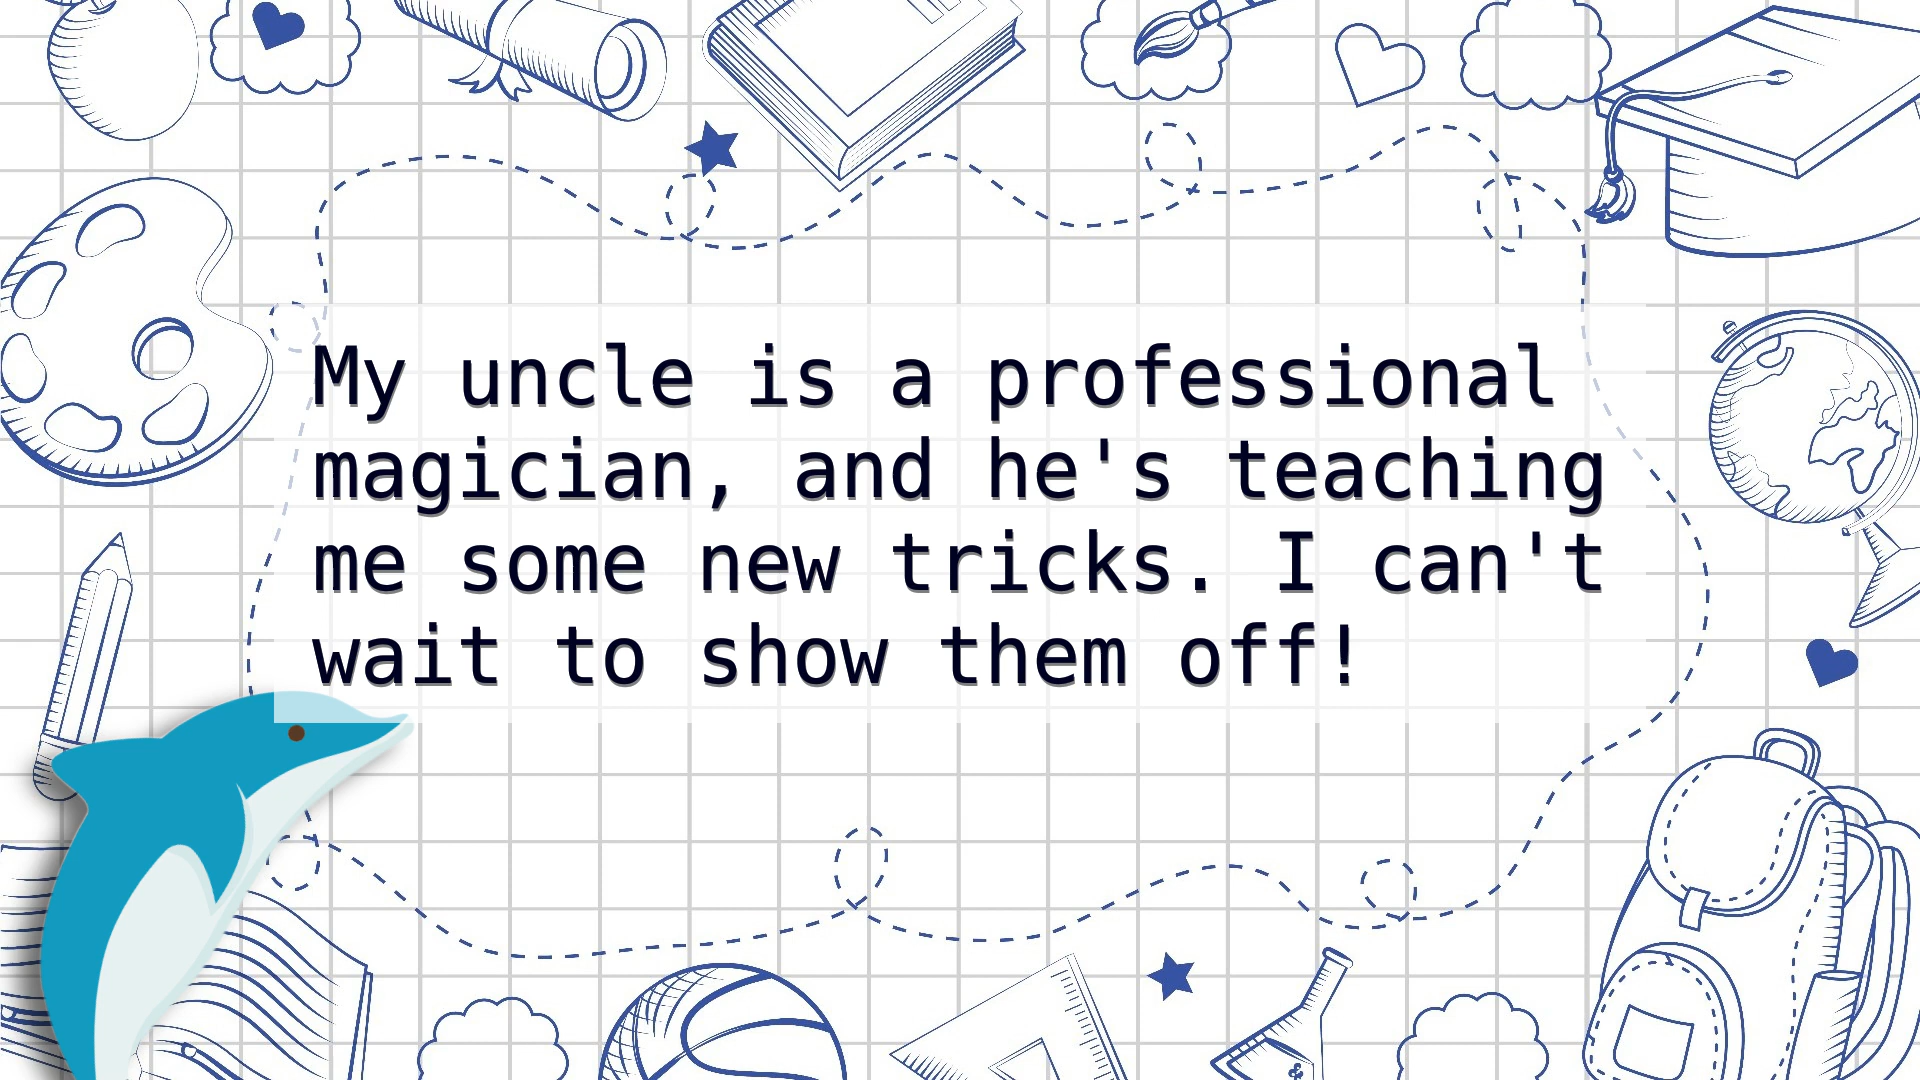 My uncle is a professional
magician, and he's teaching
me some new tricks. I can't
wait to show them off!